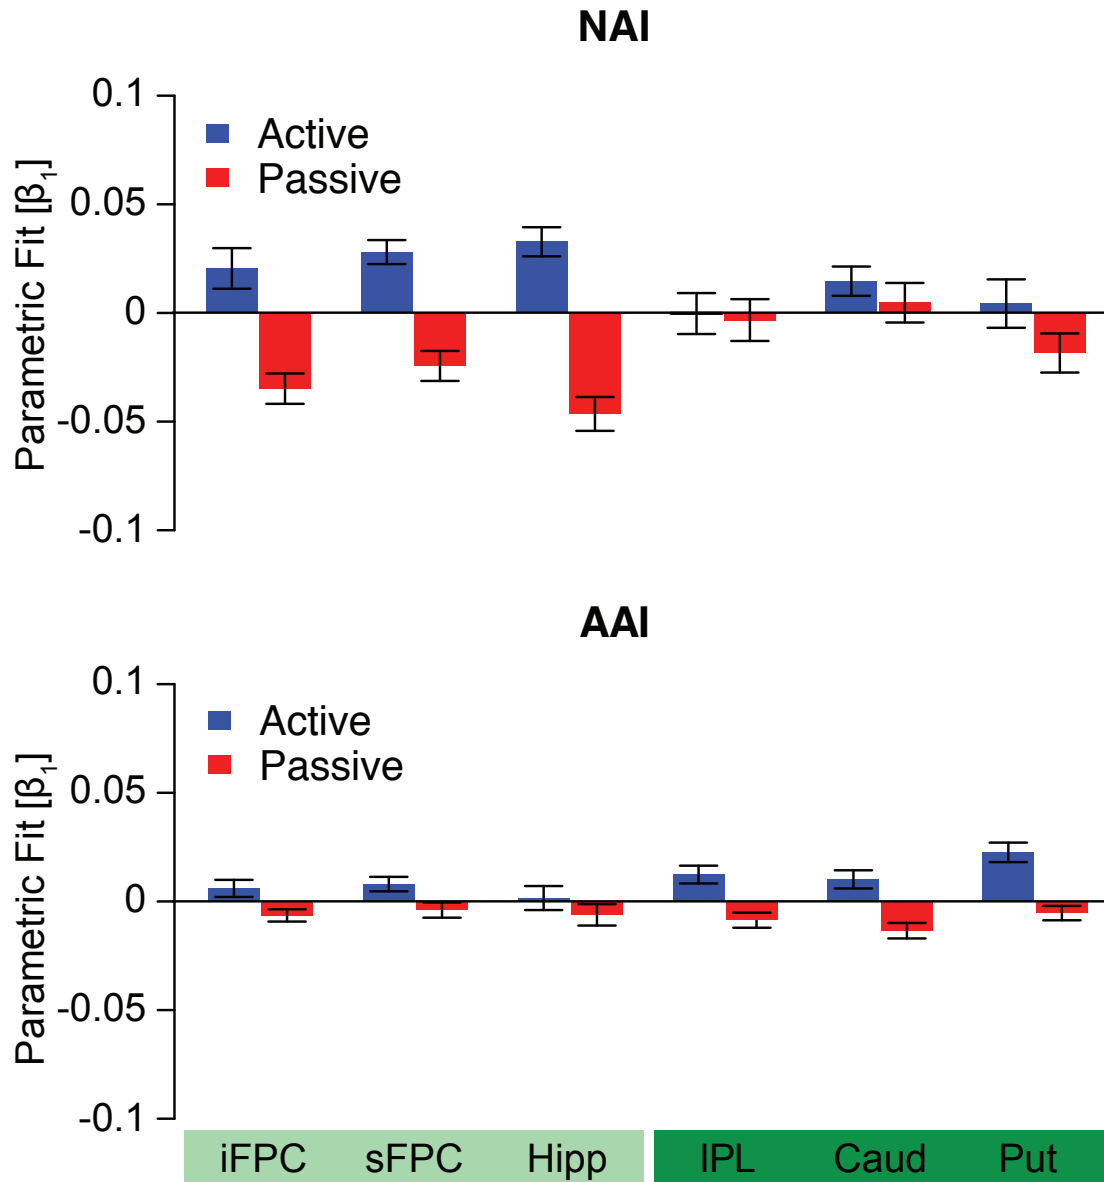 NAI
Parametric Fit [β₁]
0.1
0.05
0
-0.05
-0.1
Active
Passive
AAI
Parametric Fit [β₁]
0.1
0.05
0
-0.05
-0.1
Active
Passive
iFPC sFPC Hipp IPL Caud Put